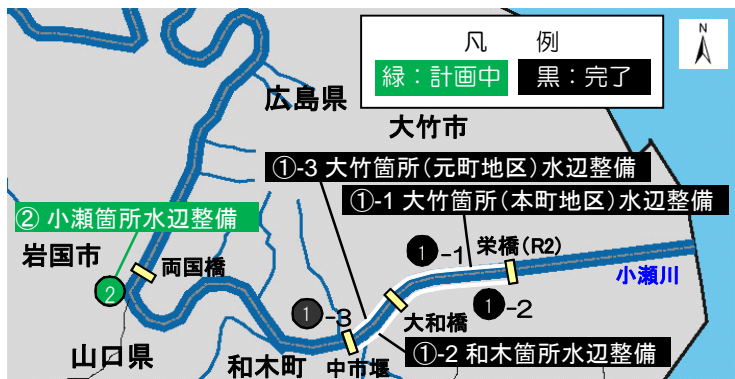 凡 例
緑：計画中
黒：完了
N
広島県
大竹市
①-3 大竹箇所（元町地区）水辺整備
①-1 大竹箇所（本町地区）水辺整備
② 小瀬箇所水辺整備
岩国市
両国橋
②
❶-1
栄橋（R2）
小瀬川
❶-2
大和橋
❶-3
中市堰
①-2 和木箇所水辺整備
和木町
山口県